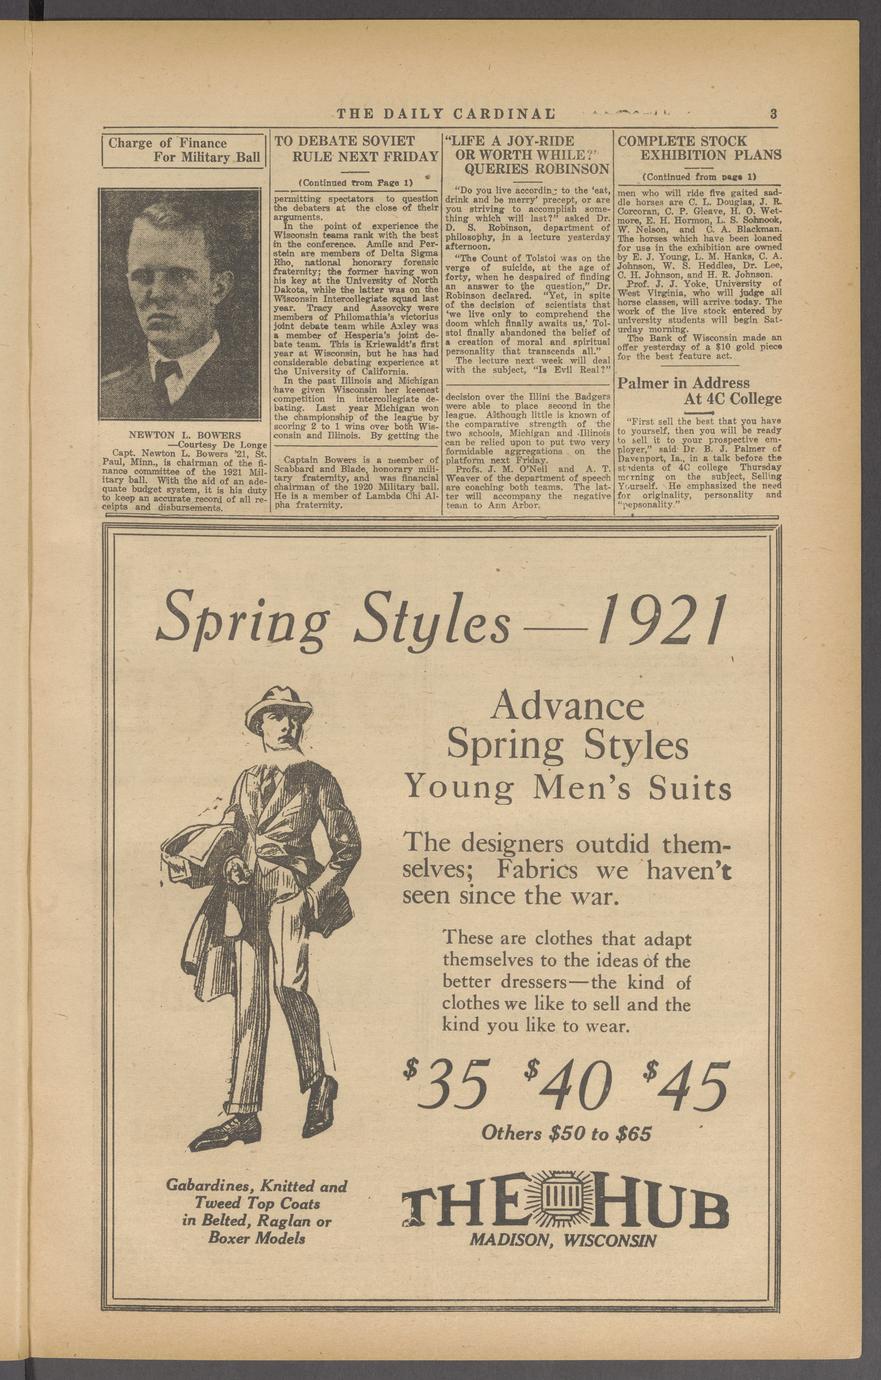 THE DAILY CARDINAL
3
Charge of Finance
For Military Ball
NEWTON L. BOWERS
—Courtesy De Longe
Capt. Newton L. Bowers '21, St.
Paul, Minn., is chairman of the fi-
nance committee of the 1921 Mil-
itary ball. With the aid of an ade-
quate budget system, it is his duty
to keep an accurate record of all re-
ceipts and disbursements.
TO DEBATE SOVIET
RULE NEXT FRIDAY
(Continued from Page 1)
permitting spectators to question
the debaters at the close of their
arguments.
In the point of experience the
Wisconsin teams rank with the best
in the conference. Amile and Per-
stein are members of Delta Sigma
Rho, national honorary forensic
fraternity; the former having won
his key at the University of North
Dakota, while the latter was on the
Wisconsin Intercollegiate squad last
year. Tracy and Assovcky were
members of Philomathia's victorius
joint debate team while Axley was
a member of Hesperia's joint de-
bate team. This is Kriewaldt's first
year at Wisconsin, but he has had
considerable debating experience at
the University of California.
In the past Illinois and Michigan
have given Wisconsin her keenest
competition in intercollegiate de-
bating. Last year Michigan won
the championship of the league by
scoring 2 to 1 wins over both Wis-
consin and Illinois. By getting the
Captain Bowers is a member of
Scabbard and Blade, honorary mili-
tary fraternity, and was financial
chairman of the 1920 Military ball.
He is a member of Lambda Chi Al-
pha fraternity.
"LIFE A JOY-RIDE
OR WORTH WHILE?"
QUERIES ROBINSON
"Do you live according to the 'eat,
drink and be merry' precept, or are
you striving to accomplish some-
thing which will last?" asked Dr.
D. S. Robinson, department of
philosophy, in a lecture yesterday
afternoon.
"The Count of Tolstoi was on the
verge of suicide, at the age of
forty, when he despaired of finding
an answer to the question," Dr.
Robinson declared. "Yet, in spite
of the decision of scientists that
'we live only to comprehend the
doom which finally awaits us,' Tol-
stoi finally abandoned the belief of
a creation of moral and spiritual
personality that transcends all."
The lecture next week will deal
with the subject, "Is Evil Real?"
decision over the Illini the Badgers
were able to place second in the
league. Although little is known of
the comparative strength of the
two schools, Michigan and Illinois
can be relied upon to put two very
formidable aggregations on the
platform next Friday.
Profs. J. M. O'Neil and A. T.
Weaver of the department of speech
are coaching both teams. The lat-
ter will accompany the negative
team to Ann Arbor.
COMPLETE STOCK
EXHIBITION PLANS
(Continued from page 1)
men who will ride five gaited sad-
dle horses are C. L. Douglas, J. R.
Corcoran, C. P. Gleave, H. O. Wet-
more, E. H. Hormon, L. S. Sohnook,
W. Nelson, and C. A. Blackman.
The horses which have been loaned
for use in the exhibition are owned
by E. J. Young, L. M. Hanks, C. A.
Johnson, W. S. Heddles, Dr. Lee,
C. H. Johnson, and H. R. Johnson.
Prof. J. J. Yoke, University of
West Virginia, who will judge all
horse classes, will arrive today. The
work of the live stock entered by
university students will begin Sat-
urday morning.
The Bank of Wisconsin made an
offer yesterday of a $10 gold piece
for the best feature act.
Palmer in Address
At 4C College
"First sell the best that you have
to yourself, then you will be ready
to sell it to your prospective em-
ployer," said Dr. B. J. Palmer of
Davenport, Ia., in a talk before the
students of 4C college Thursday
morning on the subject, Selling
Yourself. He emphasized the need
for originality, personality and
"pepsonality."
Spring Styles—1921
Advance
Spring Styles
Young Men's Suits
The designers outdid them-
selves; Fabrics we haven't
seen since the war.
These are clothes that adapt
themselves to the ideas of the
better dressers—the kind of
clothes we like to sell and the
kind you like to wear.
$35 $40 $45
Others $50 to $65
Gabardines, Knitted and
Tweed Top Coats
in Belted, Raglan or
Boxer Models
THE HUB
MADISON, WISCONSIN